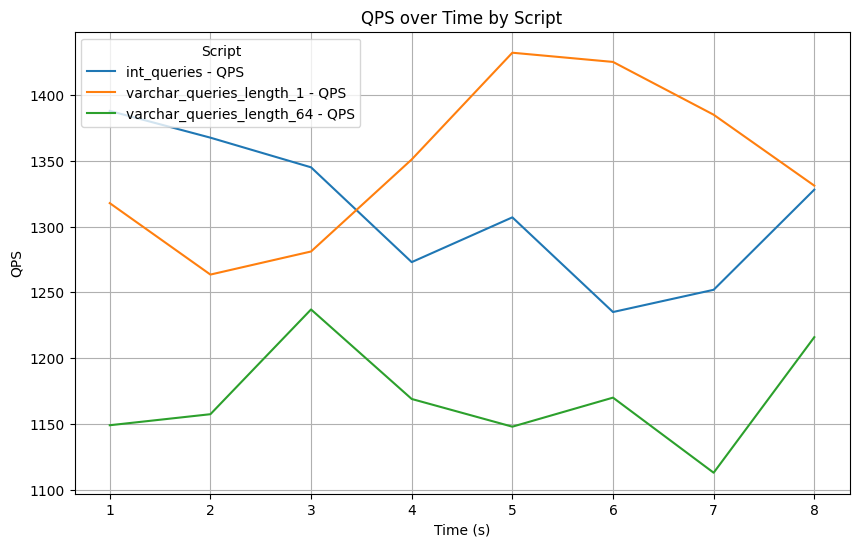 QPS over Time by Script
Script
int_queries - QPS
varchar_queries_length_1 - QPS
varchar_queries_length_64 - QPS
QPS
1400
1350
1300
1250
1200
1150
1100
1 2 3 4 5 6 7 8
Time (s)